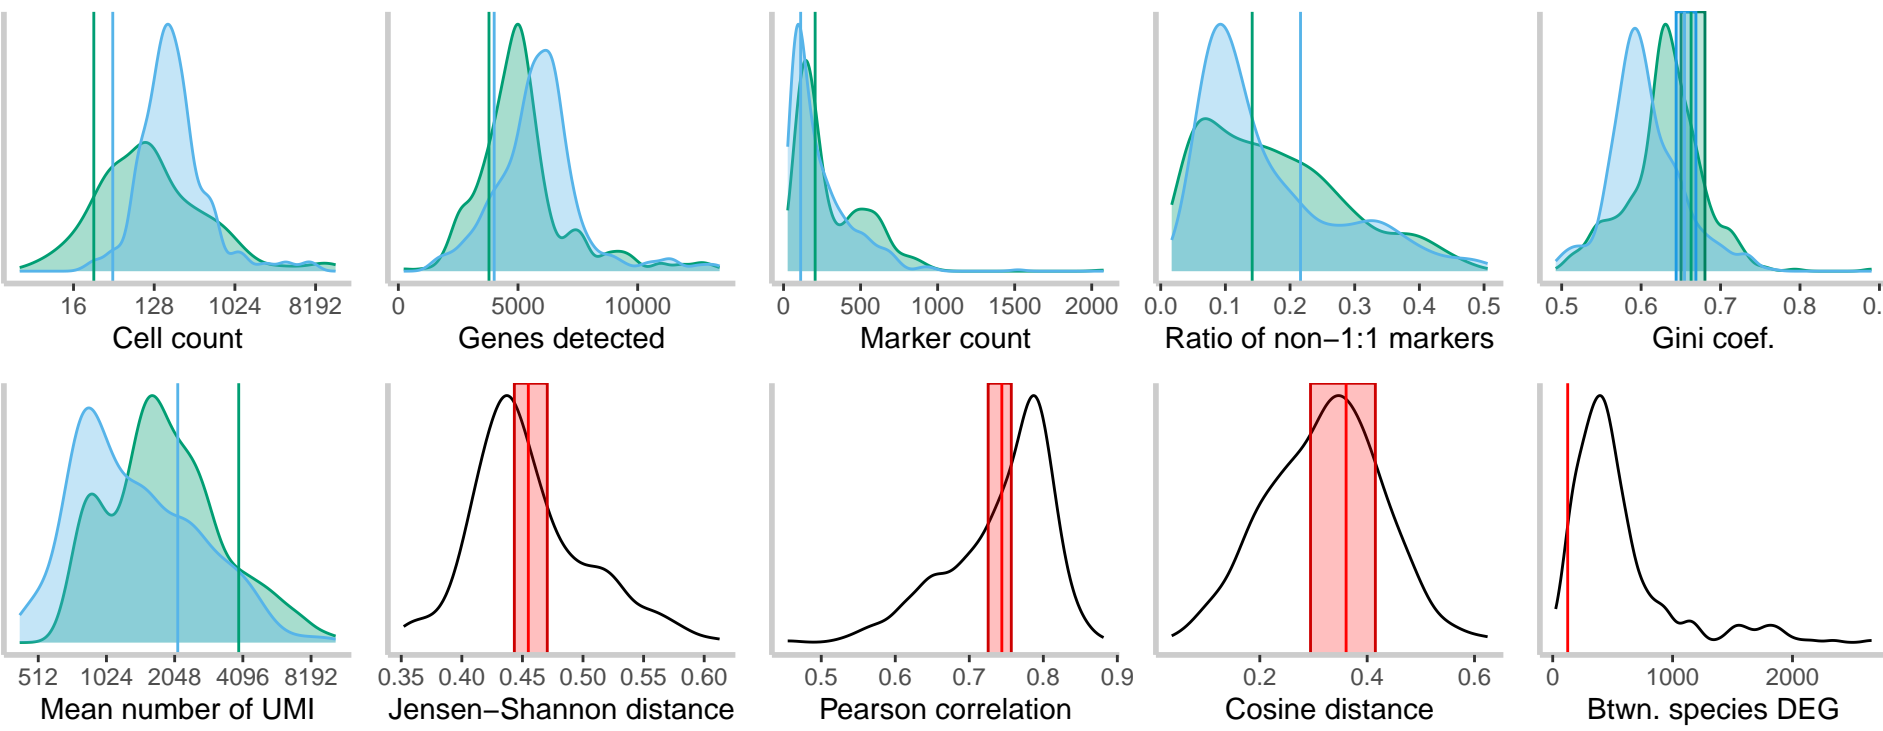 16 128 1024 8192
Cell count
0 5000 10000
Genes detected
0 500 1000 1500 2000
Marker count
0.0 0.1 0.2 0.3 0.4 0.5
Ratio of non−1:1 markers
0.5 0.6 0.7 0.8 0.
Gini coef.
512 1024 2048 4096 8192
Mean number of UMI
0.35 0.40 0.45 0.50 0.55 0.60
Jensen−Shannon distance
0.5 0.6 0.7 0.8 0.9
Pearson correlation
0.2 0.4 0.6
Cosine distance
0 1000 2000
Btwn. species DEG